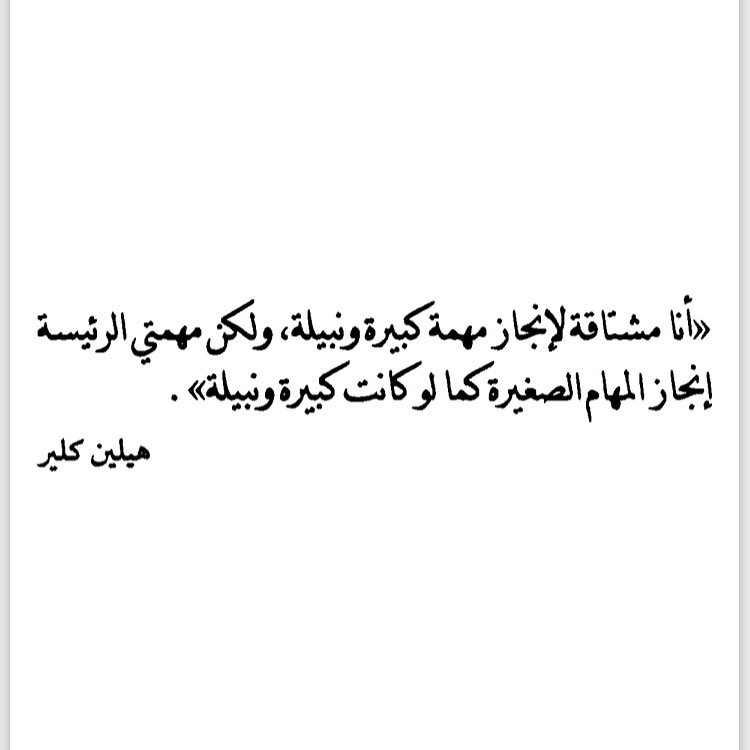 «أنا مشتاقة لإنجاز مهمة كبيرة ونبيلة، ولكن مهمتي الرئيسة
إنجاز المهام الصغيرة كما لو كانت كبيرة ونبيلة» .
هيلين كلير